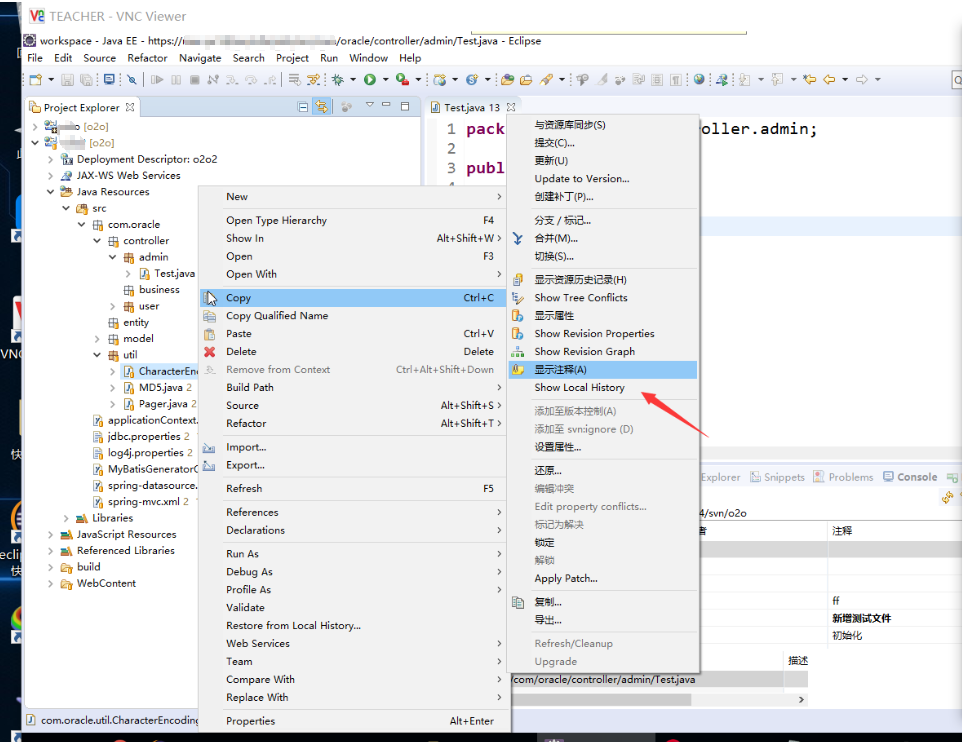 TEACHER - VNC Viewer
workspace - Java EE - https://
/oracle/controller/admin/Test.java - Eclipse
File Edit Source Refactor Navigate Search Project Run Window Help
Project Explorer
Test.java 13
[o2o]
[o2o]
Deployment Descriptor: o2o2
JAX-WS Web Services
Java Resources
src
com.oracle
controller
admin
Test.java
business
user
entity
model
util
CharacterEn
MD5.java 2
Pager.java 2
applicationContext.
jdbc.properties 2
log4j.properties 2
MyBatisGeneratorC
spring-datasource.
spring-mvc.xml 2
Libraries
JavaScript Resources
Referenced Libraries
build
WebContent
com.oracle.util.CharacterEncoding
New
Open Type Hierarchy F4
Show In Alt+Shift+W
Open F3
Open With
Copy Ctrl+C
Copy Qualified Name
Paste Ctrl+V
Delete Delete
Remove from Context Ctrl+Alt+Shift+Down
Build Path
Source Alt+Shift+S
Refactor Alt+Shift+T
Import...
Export...
Refresh F5
References
Declarations
Run As
Debug As
Profile As
Validate
Restore from Local History...
Web Services
Team
Compare With
Replace With
Properties Alt+Enter
1 pack
ller.admin;
2
3 publ
与资源库同步(S)
提交(C)...
更新(U)
Update to Version...
创建补丁(P)...
分支 / 标记...
合并(M)...
切换(S)...
显示资源历史记录(H)
Show Tree Conflicts
显示属性
Show Revision Properties
Show Revision Graph
显示注释(A)
Show Local History
添加至版本控制(A)
添加至 svn:ignore (D)
设置属性...
还原...
编辑冲突
Edit property conflicts...
标记为解决
锁定
解锁
Apply Patch...
复制...
导出...
Refresh/Cleanup
Upgrade
Explorer Snippets Problems Console
4/svn/o2o
者 注释
ff
新增测试文件
初始化
描述
/com/oracle/controller/admin/Test.java
VNC
快
eclip
快